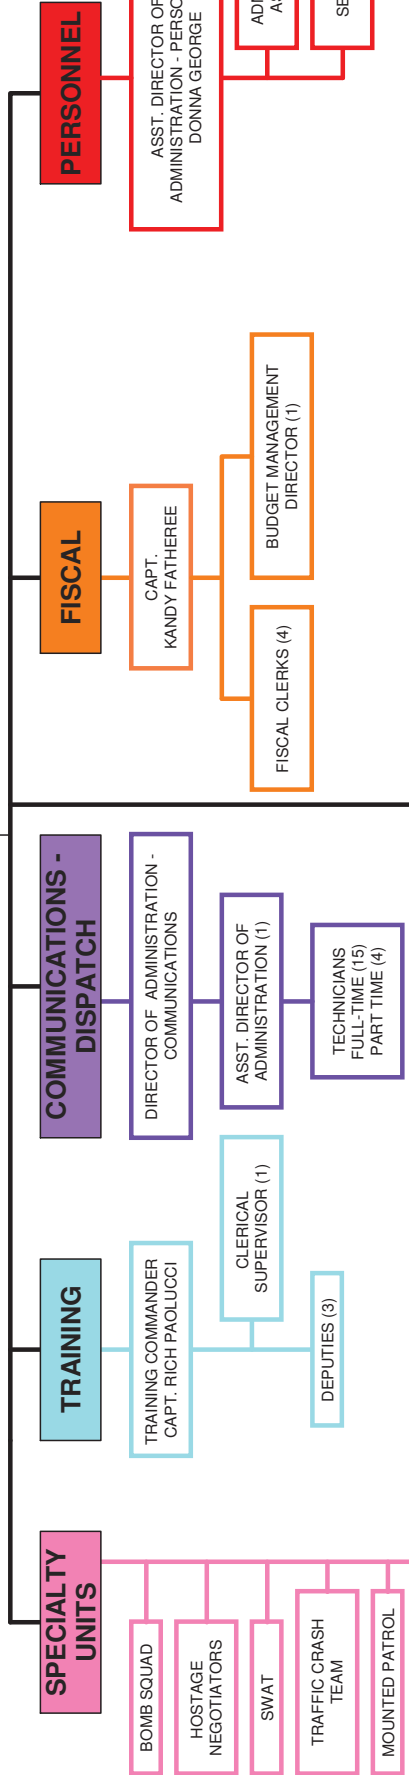 SPECIALTY
UNITS
BOMB SQUAD
HOSTAGE
NEGOTIATORS
SWAT
TRAFFIC CRASH
TEAM
MOUNTED PATROL
TRAINING
TRAINING COMMANDER
CAPT. RICH PAOLUCCI
CLERICAL
SUPERVISOR (1)
DEPUTIES (3)
COMMUNICATIONS -
DISPATCH
DIRECTOR OF ADMINISTRATION -
COMMUNICATIONS
ASST. DIRECTOR OF
ADMINISTRATION (1)
TECHNICIANS
FULL-TIME (15)
PART TIME (4)
FISCAL
CAPT.
KANDY FATHEREE
FISCAL CLERKS (4)
BUDGET MANAGEMENT
DIRECTOR (1)
PERSONNEL
ASST. DIRECTOR OF
ADMINISTRATION -
DONNA GEORGE